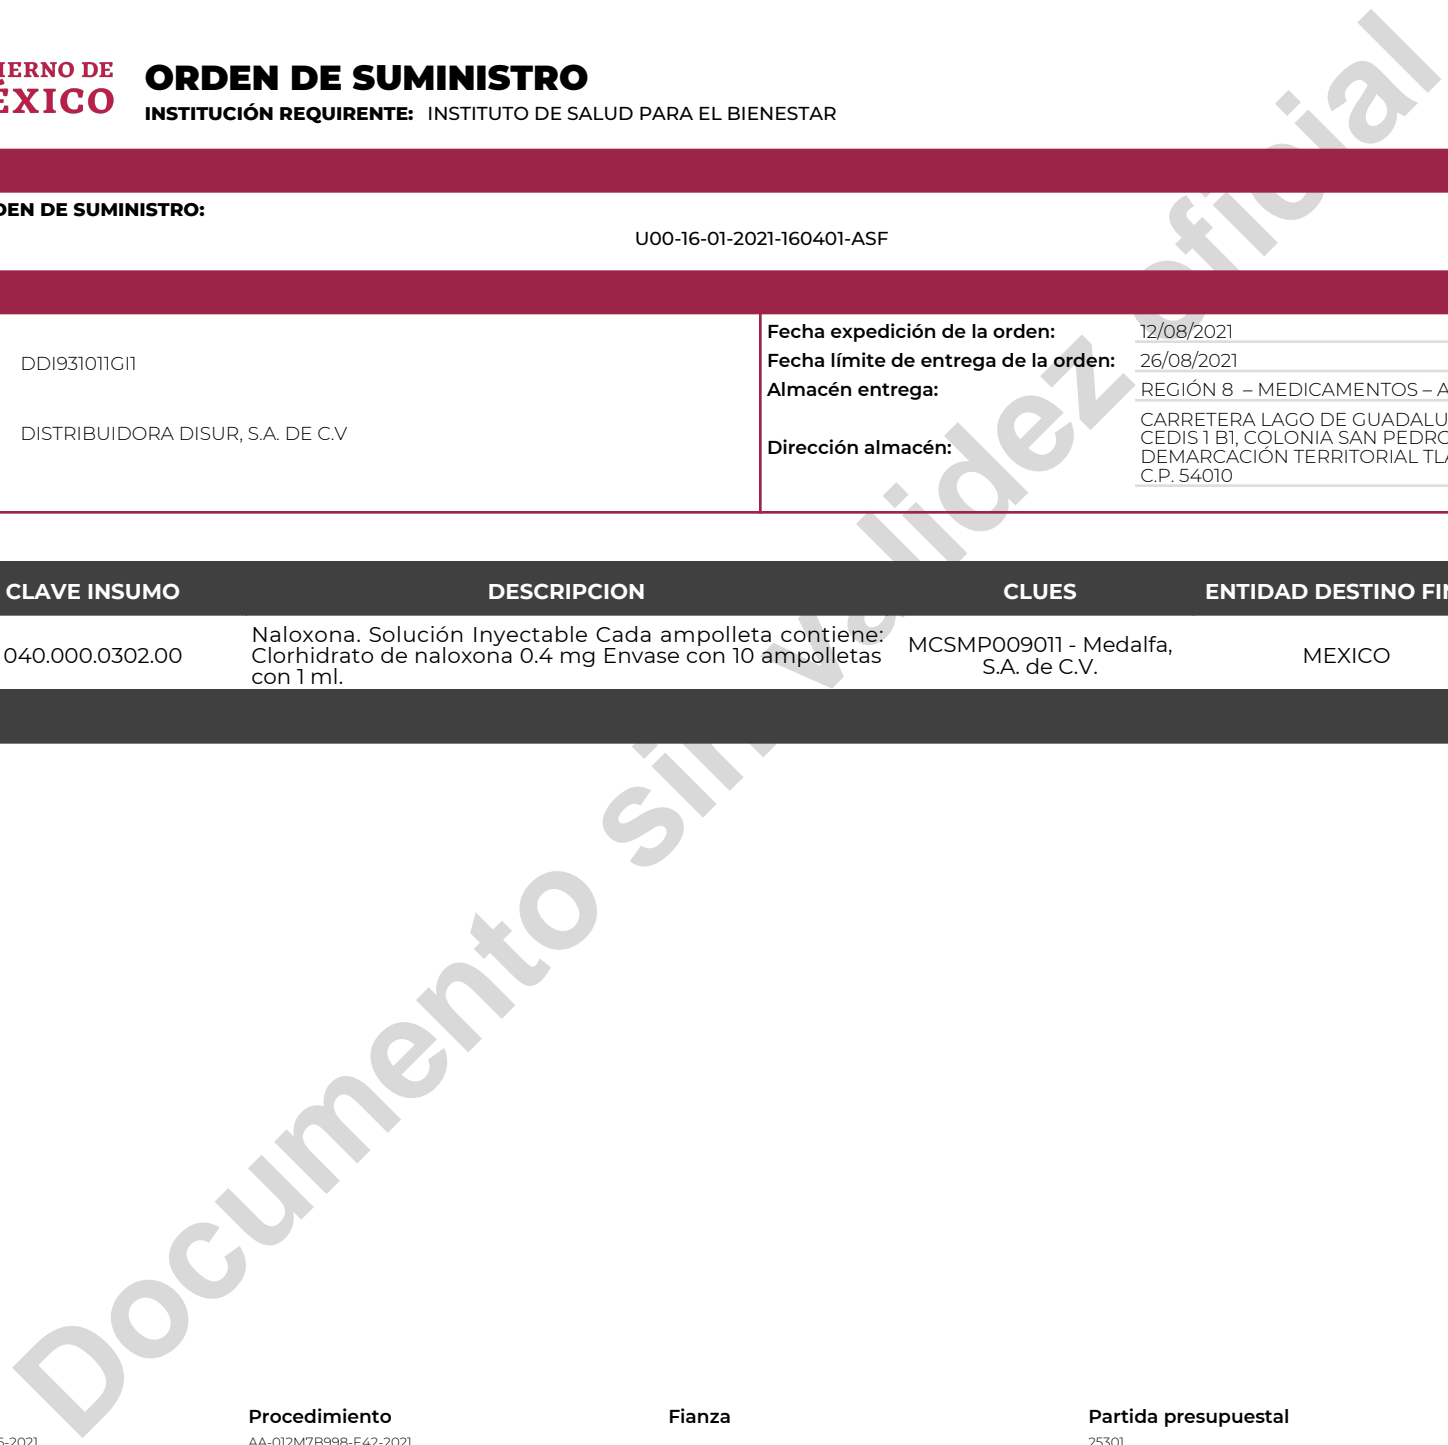 IERNO DE
ÉXICO
ORDEN DE SUMINISTRO
INSTITUCIÓN REQUIRENTE: INSTITUTO DE SALUD PARA EL BIENESTAR
DEN DE SUMINISTRO:
U00-16-01-2021-160401-ASF
DDI931011GI1
DISTRIBUIDORA DISUR, S.A. DE C.V
Fecha expedición de la orden: 12/08/2021
Fecha límite de entrega de la orden: 26/08/2021
Almacén entrega: REGIÓN 8 – MEDICAMENTOS – A
Dirección almacén:
CARRETERA LAGO DE GUADALU
CEDIS 1 B1, COLONIA SAN PEDRO
DEMARCACIÓN TERRITORIAL TLA
C.P. 54010
CLAVE INSUMO DESCRIPCION CLUES ENTIDAD DESTINO FIN
040.000.0302.00
Naloxona. Solución Inyectable Cada ampolleta contiene:
Clorhidrato de naloxona 0.4 mg Envase con 10 ampolletas
con 1 ml.
MCSMP009011 - Medalfa,
S.A. de C.V.
MEXICO
Documento sin validez oficial
Procedimiento Fianza Partida presupuestal
6-2021 AA-012M7B998-E42-2021 25301